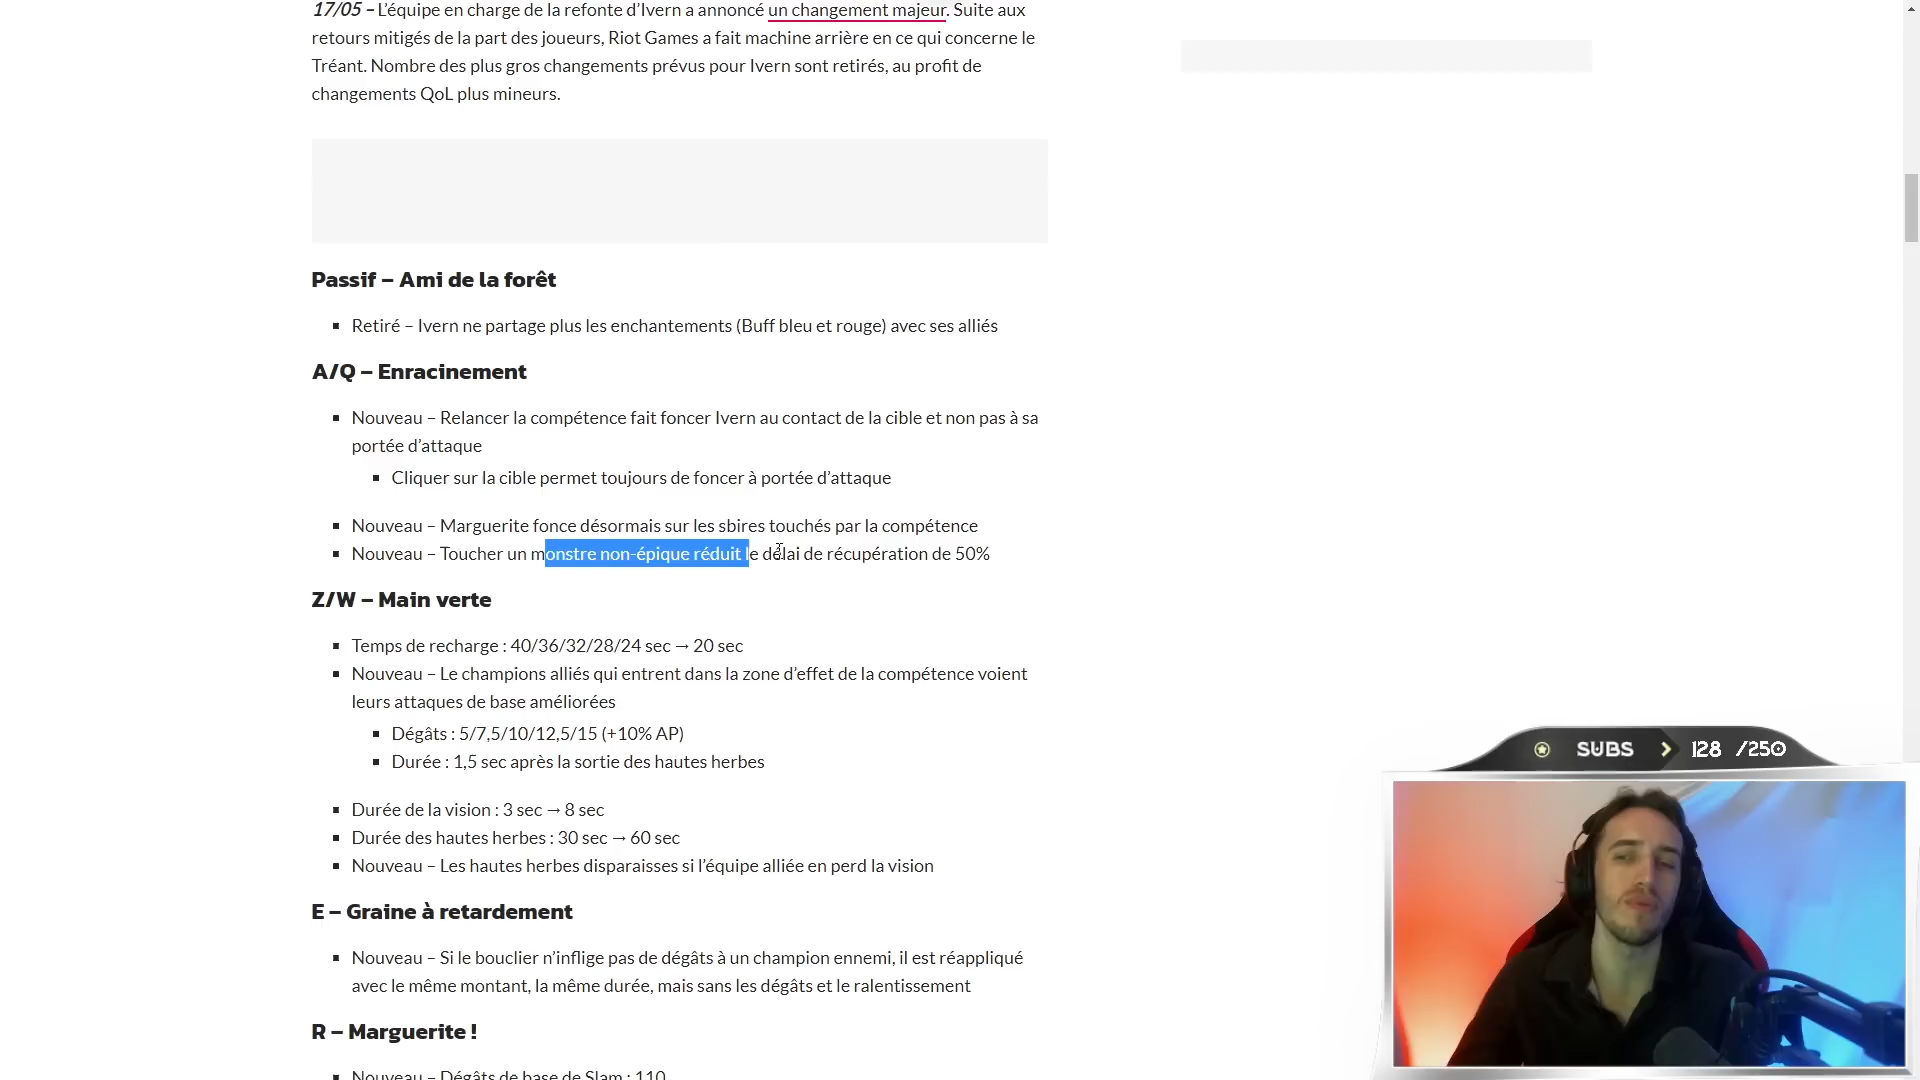 17/05 – L’équipe en charge de la refonte d’Ivern a annoncé un changement majeur. Suite aux
retours mitigés de la part des joueurs, Riot Games a fait machine arrière en ce qui concerne le
Tréant. Nombre des plus gros changements prévus pour Ivern sont retirés, au profit de
changements QoL plus mineurs.
Passif – Ami de la forêt
▪ Retiré – Ivern ne partage plus les enchantements (Buff bleu et rouge) avec ses alliés
A/Q – Enracinement
▪ Nouveau – Relancer la compétence fait foncer Ivern au contact de la cible et non pas à sa
portée d’attaque
▪ Cliquer sur la cible permet toujours de foncer à portée d’attaque
▪ Nouveau – Marguerite fonce désormais sur les sbires touchés par la compétence
▪ Nouveau – Toucher un monstre non-épique réduit le délai de récupération de 50%
Z/W – Main verte
▪ Temps de recharge : 40/36/32/28/24 sec → 20 sec
▪ Nouveau – Le champions alliés qui entrent dans la zone d’effet de la compétence voient
leurs attaques de base améliorées
▪ Dégâts : 5/7,5/10/12,5/15 (+10% AP)
▪ Durée : 1,5 sec après la sortie des hautes herbes
▪ Durée de la vision : 3 sec → 8 sec
▪ Durée des hautes herbes : 30 sec → 60 sec
▪ Nouveau – Les hautes herbes disparaisses si l’équipe alliée en perd la vision
E – Graine à retardement
▪ Nouveau – Si le bouclier n’inflige pas de dégâts à un champion ennemi, il est réappliqué
avec le même montant, la même durée, mais sans les dégâts et le ralentissement
R – Marguerite !
▪ Nouveau – Dégâts de base de Slam : 110
SUBS 128 /250